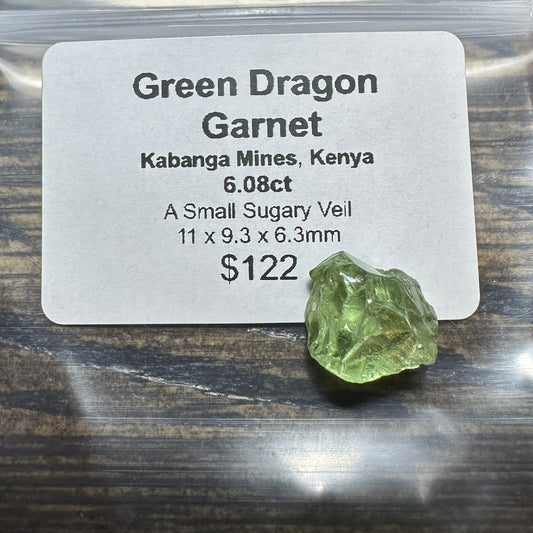 Green Dragon
Garnet
Kabanga Mines, Kenya
6.08ct
A Small Sugary Veil
11 x 9.3 x 6.3mm
$122